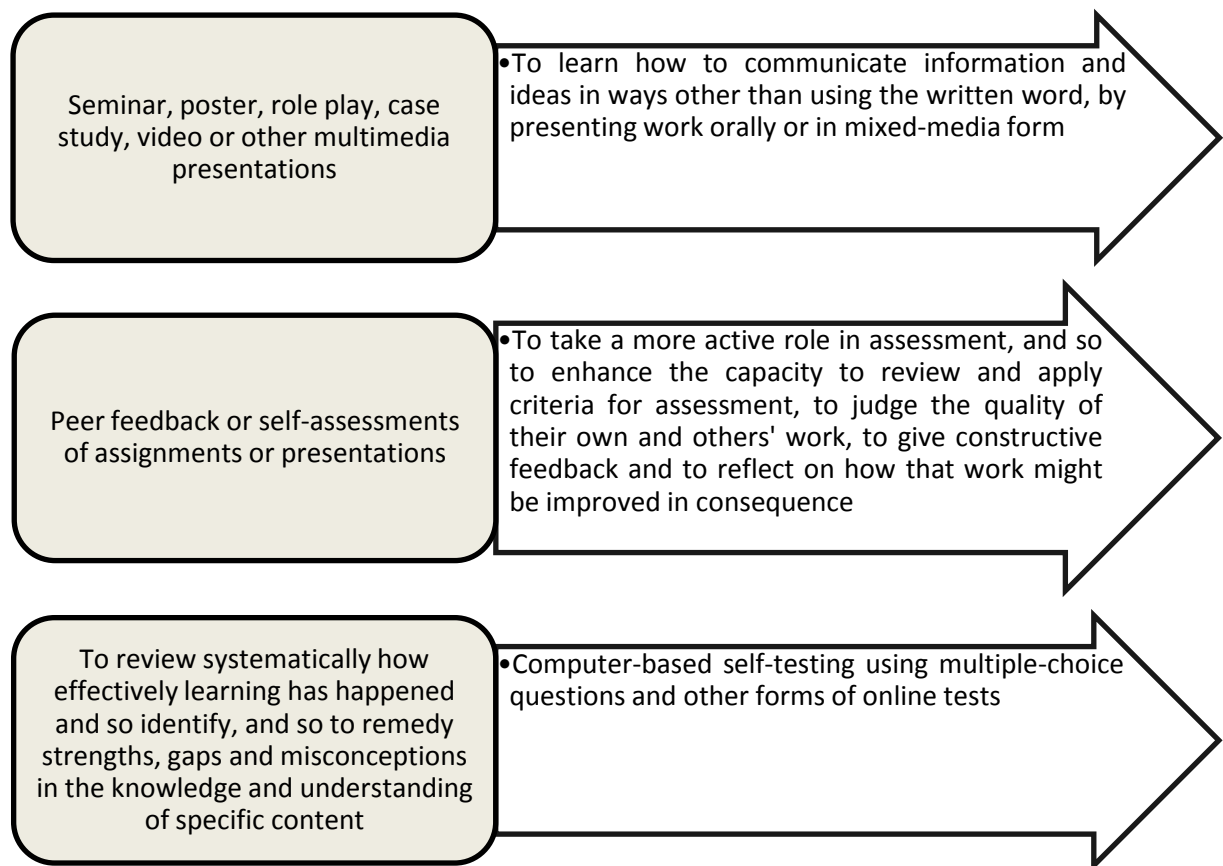 Seminar, poster, role play, case
study, video or other multimedia
presentations
•To learn how to communicate information and
ideas in ways other than using the written word, by
presenting work orally or in mixed-media form
Peer feedback or self-assessments
of assignments or presentations
•To take a more active role in assessment, and so
to enhance the capacity to review and apply
criteria for assessment, to judge the quality of
their own and others' work, to give constructive
feedback and to reflect on how that work might
be improved in consequence
To review systematically how
effectively learning has happened
and so identify, and so to remedy
strengths, gaps and misconceptions
in the knowledge and understanding
of specific content
•Computer-based self-testing using multiple-choice
questions and other forms of online tests